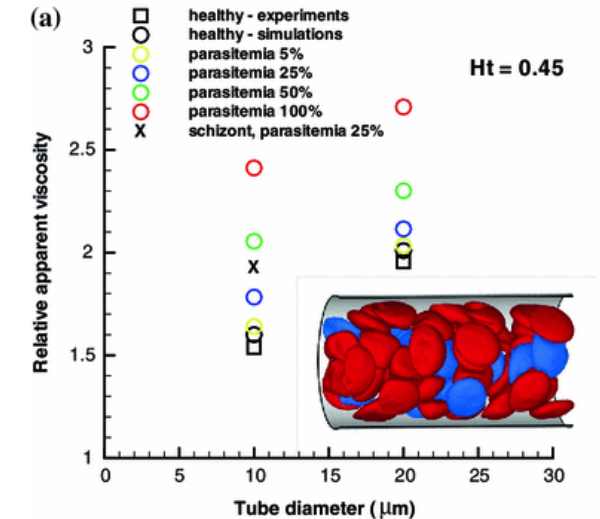 (a)
healthy - experiments
healthy - simulations
parasitemia 5%
parasitemia 25%
parasitemia 50%
parasitemia 100%
X schizont, parasitemia 25%
Ht = 0.45
Relative apparent viscosity
3
2.5
2
1.5
1
X
0 5 10 15 20 25 30
Tube diameter (μm)